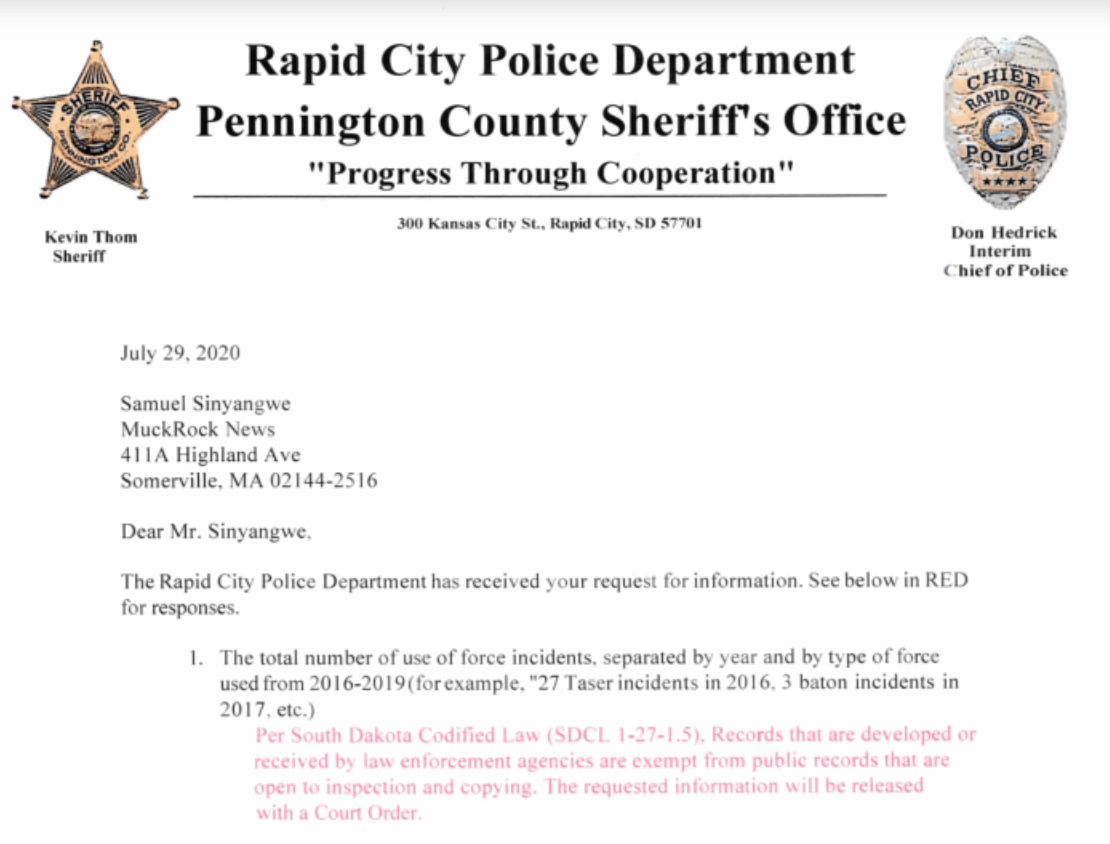 Rapid City Police Department
Pennington County Sheriff's Office
"Progress Through Cooperation"
300 Kansas City St., Rapid City, SD 57701
SHERIFF
PENNINGTON CO.
Kevin Thom
Sheriff
CHIEF
RAPID CITY
POLICE
Don Hedrick
Interim
Chief of Police
July 29, 2020
Samuel Sinyangwe
MuckRock News
411A Highland Ave
Somerville, MA 02144-2516
Dear Mr. Sinyangwe,
The Rapid City Police Department has received your request for information. See below in RED
for responses.
1. The total number of use of force incidents, separated by year and by type of force
used from 2016-2019(for example, "27 Taser incidents in 2016, 3 baton incidents in
2017, etc.)
Per South Dakota Codified Law (SDCL 1-27-1.5), Records that are developed or
received by law enforcement agencies are exempt from public records that are
open to inspection and copying. The requested information will be released
with a Court Order.